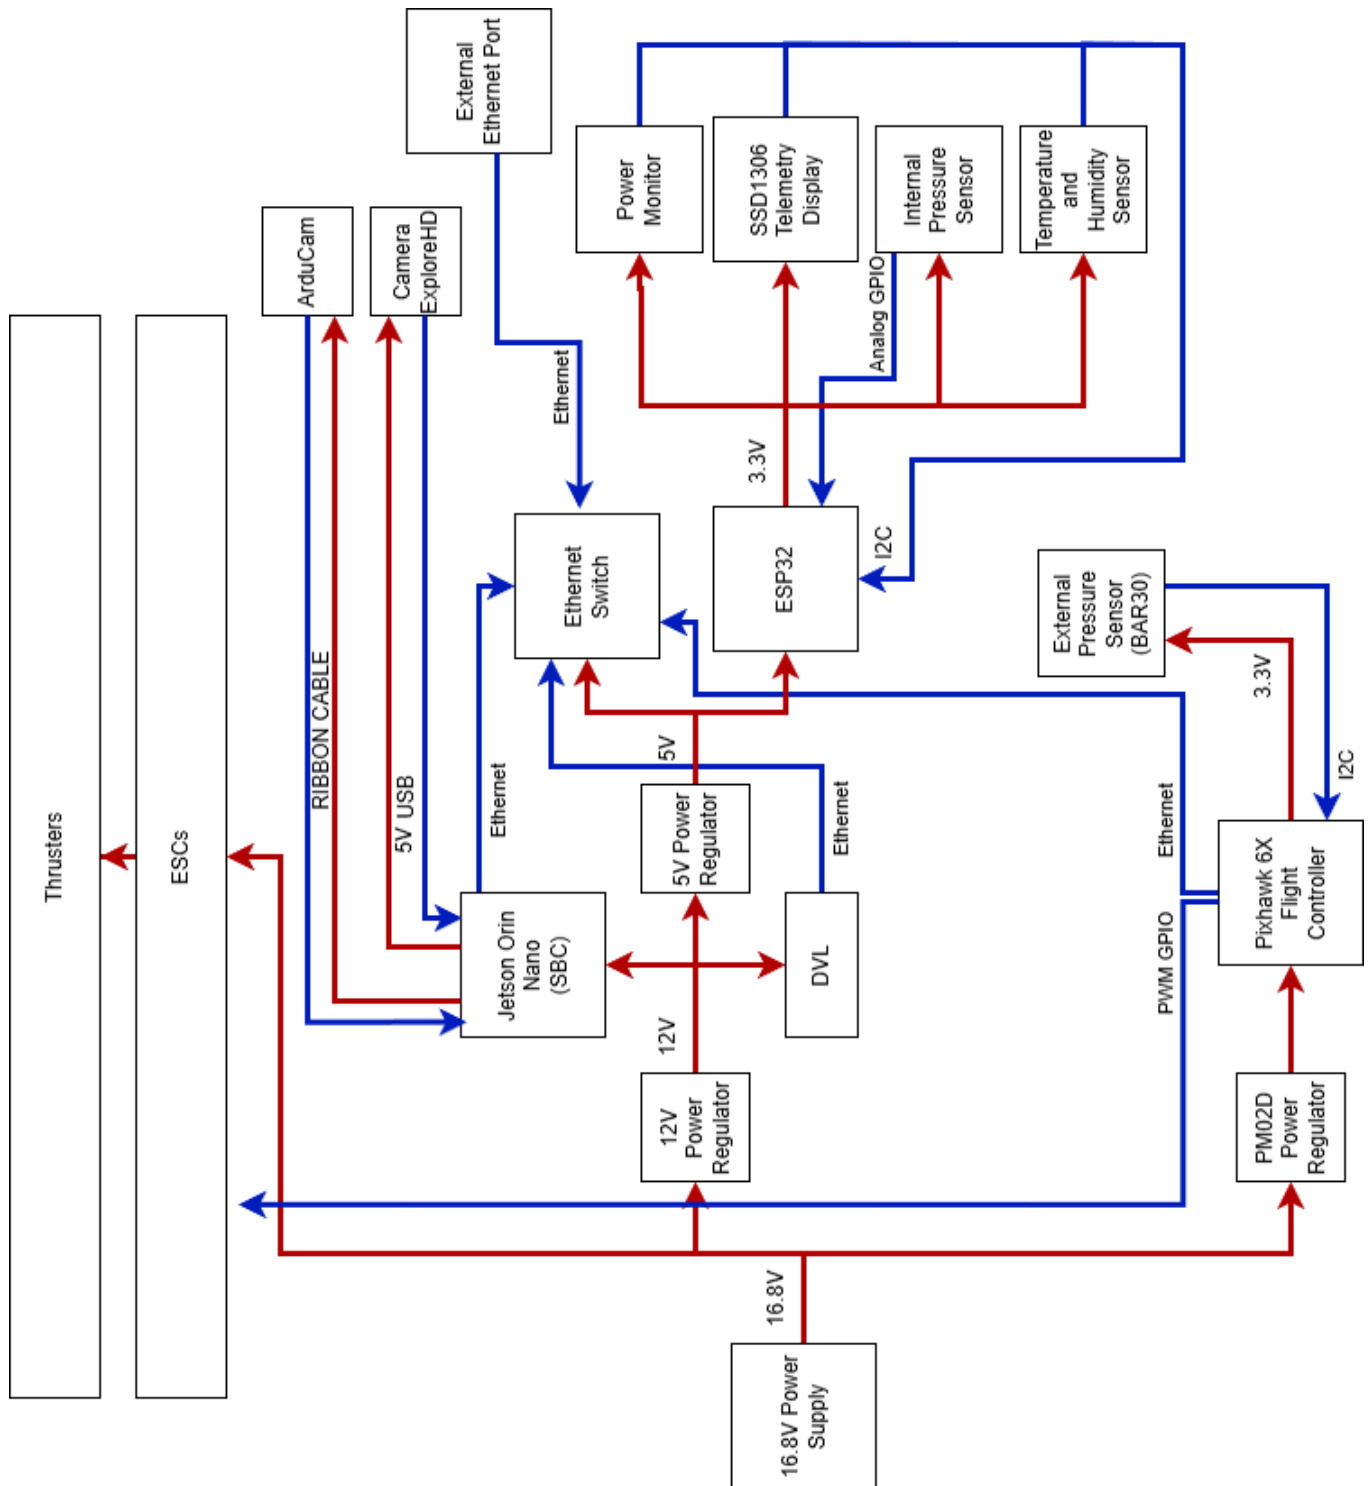 Thrusters
ESCs
ArduCam
RIBBON CABLE
Camera
ExploreHD
5V USB
External
Ethernet Port
Ethernet
Jetson Orin
Nano
(SBC)
Ethernet
Ethernet
Switch
Power
Monitor
12V
5V
12V
Power
Regulator
5V Power
Regulator
3.3V
SSD1306
Telemetry
Display
16.8V
ESP32
16.8V Power
Supply
DVL
Ethernet
Analog GPIO
I2C
Internal
Pressure
Sensor
Temperature
and
Humidity
Sensor
External
Pressure
Sensor
(BAR30)
PWM GPIO
Ethernet
3.3V
PM02D
Power
Regulator
Pixhawk 6X
Flight
Controller
I2C